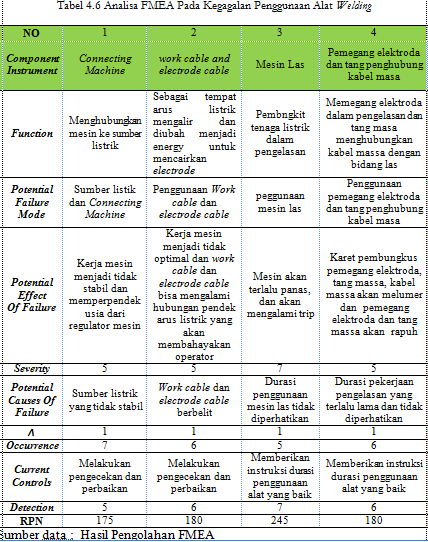 Tabel 4.6 Analisa FMEA Pada Kegagalan Penggunaan Alat Welding
NO 1 2 3 4
Component Instrument
Connecting Machine
work cable and electrode cable
Mesin Las
Pemegang elektroda dan tang penghubung kabel masa
Function
Menghubungkan mesin ke sumber listrik
Sebagai tempat arus listrik mengalir dan diubah menjadi energy untuk mencairkan electrode
Pembngkit tenaga listrik dalam pengelasan
Memegang elektroda dalam pengelasan dan tang masa menghubungkan kabel massa dengan bidang las
Potential Failure Mode
Sumber listik dan Connecting Machine
Penggunaan Work cable dan electrode cable
peggunaan mesin las
Penggunaan pemegang elektroda dan tang penghubung kabel masa
Potential Effect Of Failure
Kerja mesin menjadi tidak stabil dan memperpendek usia dari regulator mesin
Kerja mesin menjadi tidak optimal dan work cable dan electrode cable bisa mengalami hubungan pendek arus listrik yang akan membahayakan operator
Mesin akan terlalu panas, dan akan mengalami trip
Karet pembungkus pemegang elektroda, tang massa, kabel massa akan melumer dan pemegang elektroda dan tang massa akan rapuh
Severity 5 5 7 5
Potential Causes Of Failure
Sumber listrik yang tidak stabil
Work cable dan electrode cable berbelit
Durasi penggunaan mesin las tidak diperhatikan
Durasi pekerjaan pengelasan yang terlalu lama dan tidak diperhatikan
Λ 1 1 1 1
Occurrence 7 6 5 6
Current Controls
Melakukan pengecekan dan perbaikan
Melakukan pengecekan dan perbaikan
Memberikan instruksi durasi penggunaan alat yang baik
Memberikan instruksi durasi penggunaan alat yang baik
Detection 5 6 7 6
RPN 175 180 245 180
Sumber data : Hasil Pengolahan FMEA